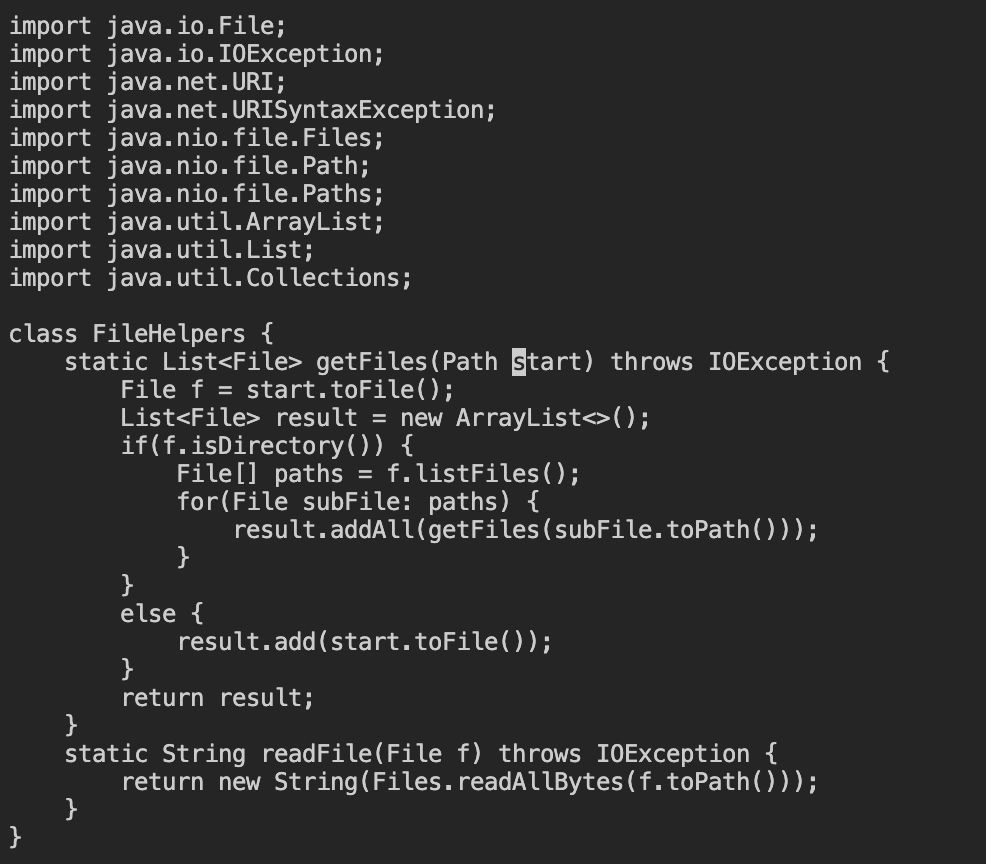 import java.io.File;
import java.io.IOException;
import java.net.URI;
import java.net.URISyntaxException;
import java.nio.file.Files;
import java.nio.file.Path;
import java.nio.file.Paths;
import java.util.ArrayList;
import java.util.List;
import java.util.Collections;

class FileHelpers {
    static List<File> getFiles(Path start) throws IOException {
        File f = start.toFile();
        List<File> result = new ArrayList<>();
        if(f.isDirectory()) {
            File[] paths = f.listFiles();
            for(File subFile: paths) {
                result.addAll(getFiles(subFile.toPath()));
            }
        }
        else {
            result.add(start.toFile());
        }
        return result;
    }
    static String readFile(File f) throws IOException {
        return new String(Files.readAllBytes(f.toPath()));
    }
}